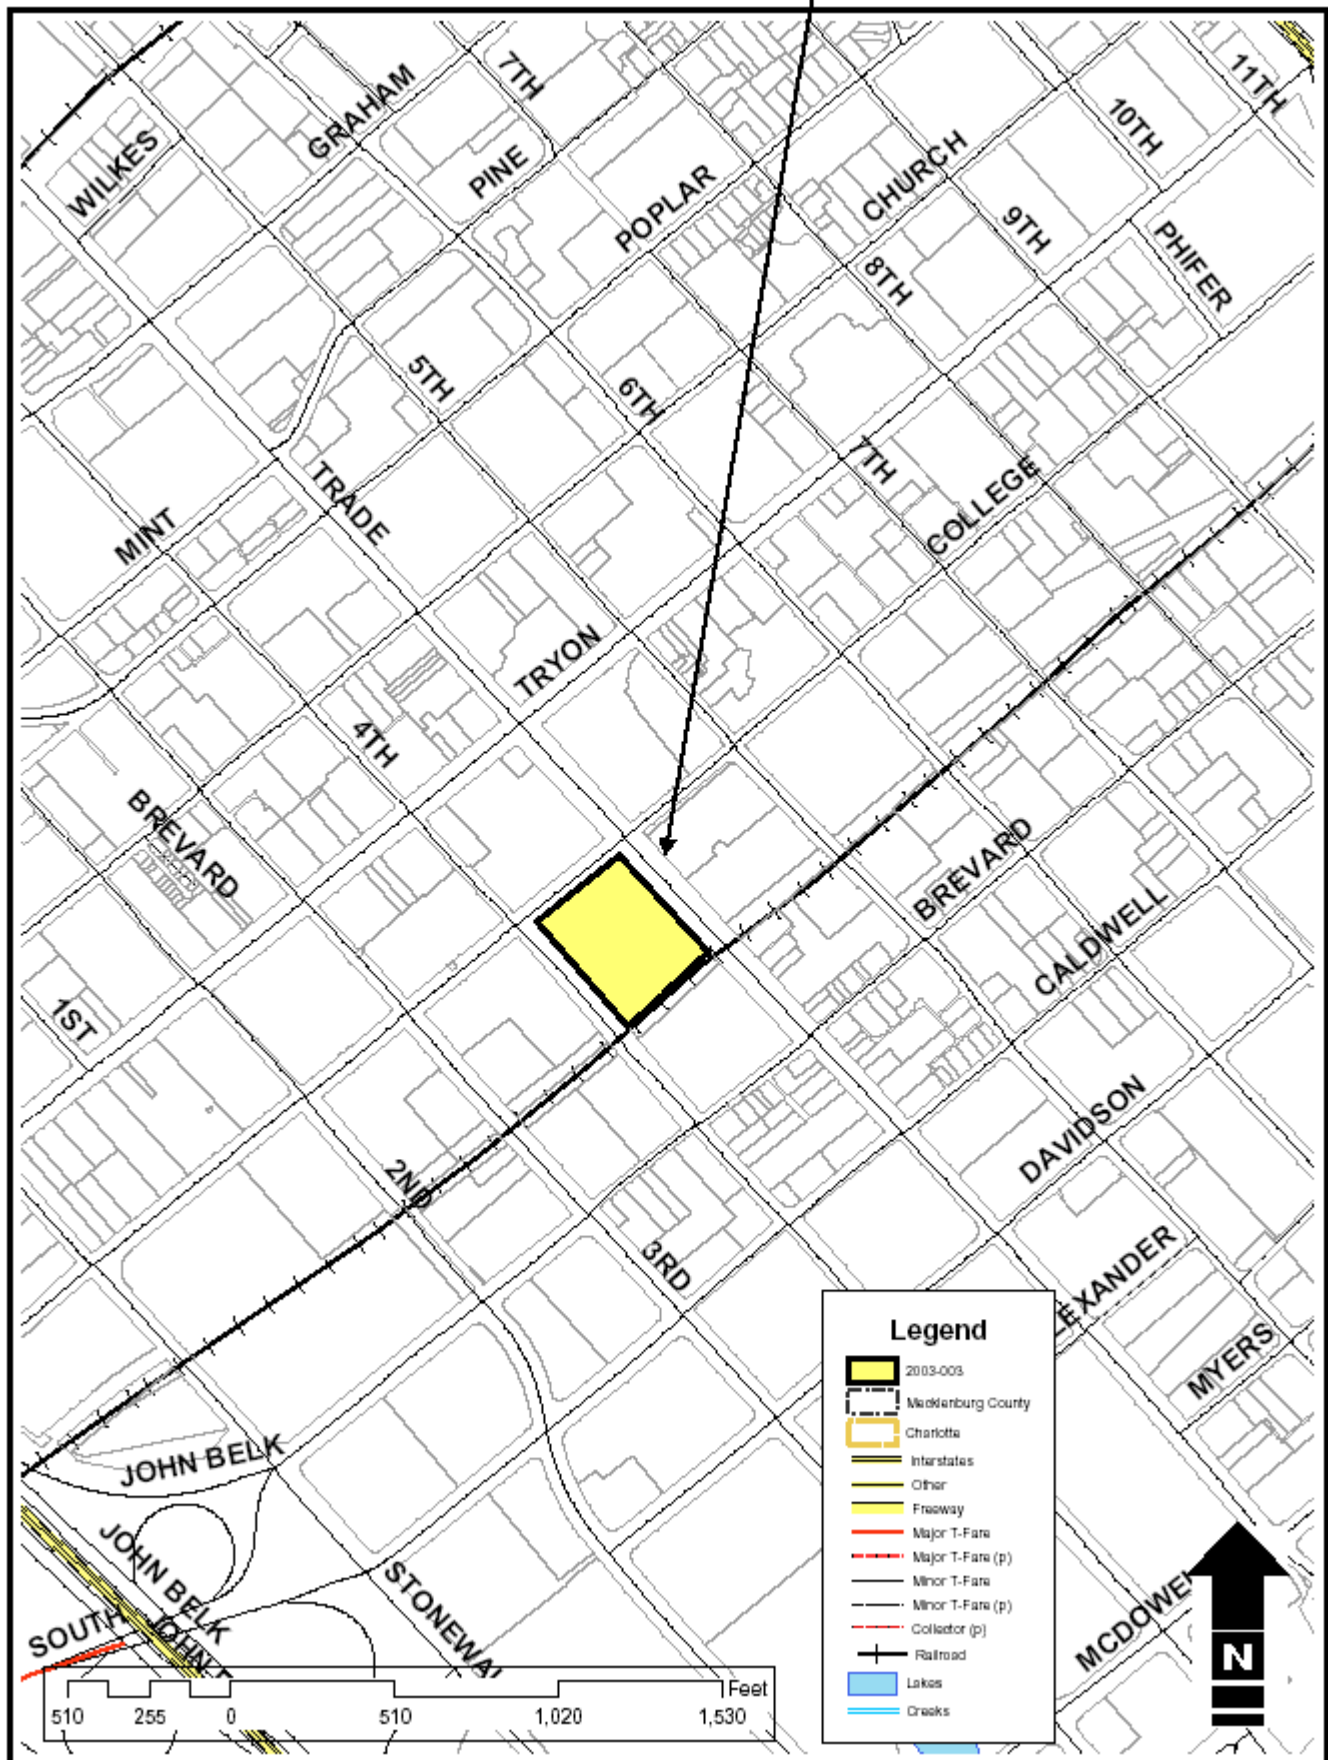 7TH
11TH
GRAHAM
10TH
WILKES
PINE
CHURCH
POPLAR
9TH
PHIFER
8TH
5TH
6TH
7TH
TRADE
COLLEGE
MINT
TRYON
4TH
BREVARD
BREVARD
CALDWELL
1ST
DAVIDSON
2ND
3RD
LEXANDER
MYERS
JOHN BELK
JOHN BELK
STONEWA
SOUTH
MCDOWE
Legend
2003-003
Mecklenburg County
Charlotte
Interstates
Other
Freeway
Major T-Fare
Major T-Fare (p)
Minor T-Fare
Minor T-Fare (p)
Collector (p)
Railroad
Lakes
Creeks
N
Feet
510 255 0 510 1,020 1,530